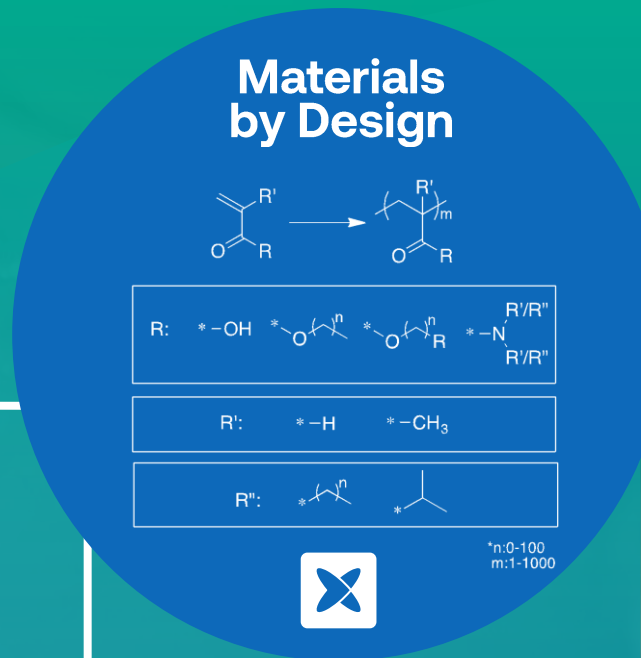 Materials
by Design
R'
O
R
R'
m
O
R
R: *–OH *O n *O n R *–N R'/R" R'/R"
R': *–H *–CH₃
R": * n *
*n:0-100
m:1-1000